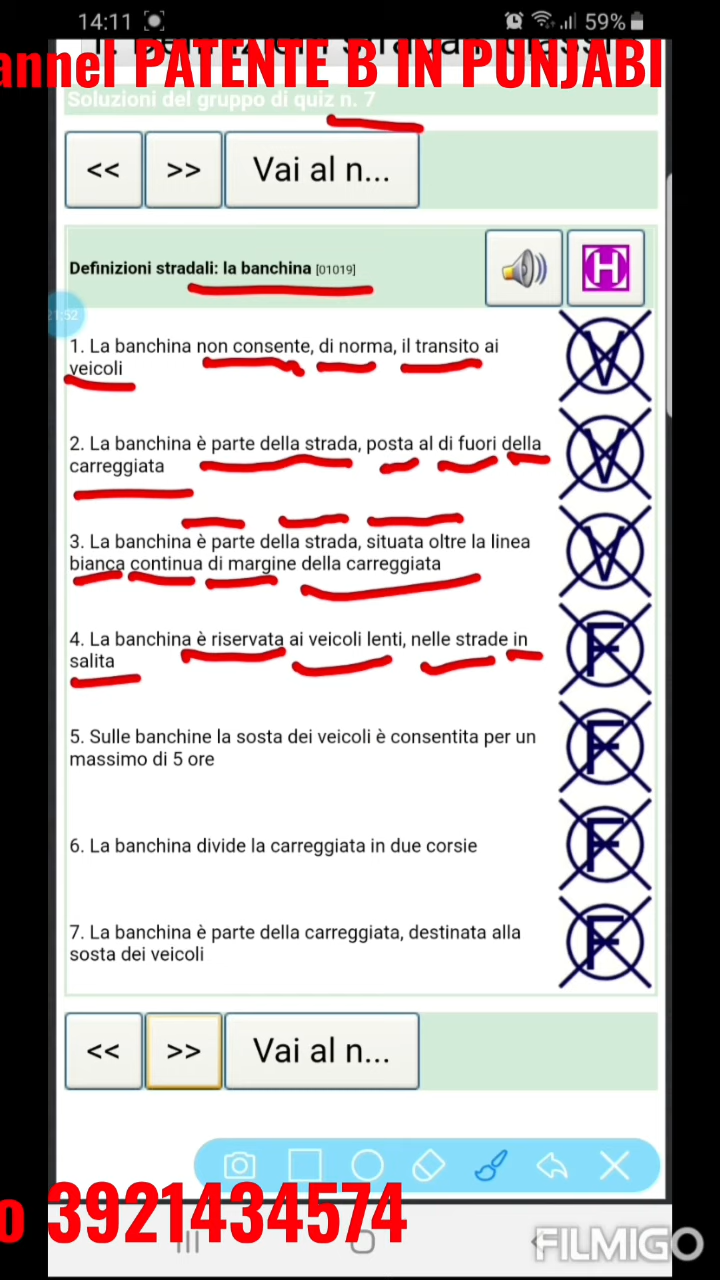 14:11
59%
annel PATENTE B IN PUNJABI
Soluzioni del gruppo di quiz n. 7
<< >> Vai al n...
Definizioni stradali: la banchina [01019]
H
21:52
1. La banchina non consente, di norma, il transito ai
veicoli
V
2. La banchina è parte della strada, posta al di fuori della
carreggiata
V
3. La banchina è parte della strada, situata oltre la linea
bianca continua di margine della carreggiata
V
4. La banchina è riservata ai veicoli lenti, nelle strade in
salita
F
5. Sulle banchine la sosta dei veicoli è consentita per un
massimo di 5 ore
F
6. La banchina divide la carreggiata in due corsie
F
7. La banchina è parte della carreggiata, destinata alla
sosta dei veicoli
F
<< >> Vai al n...
o 3921434574
FILMIGO